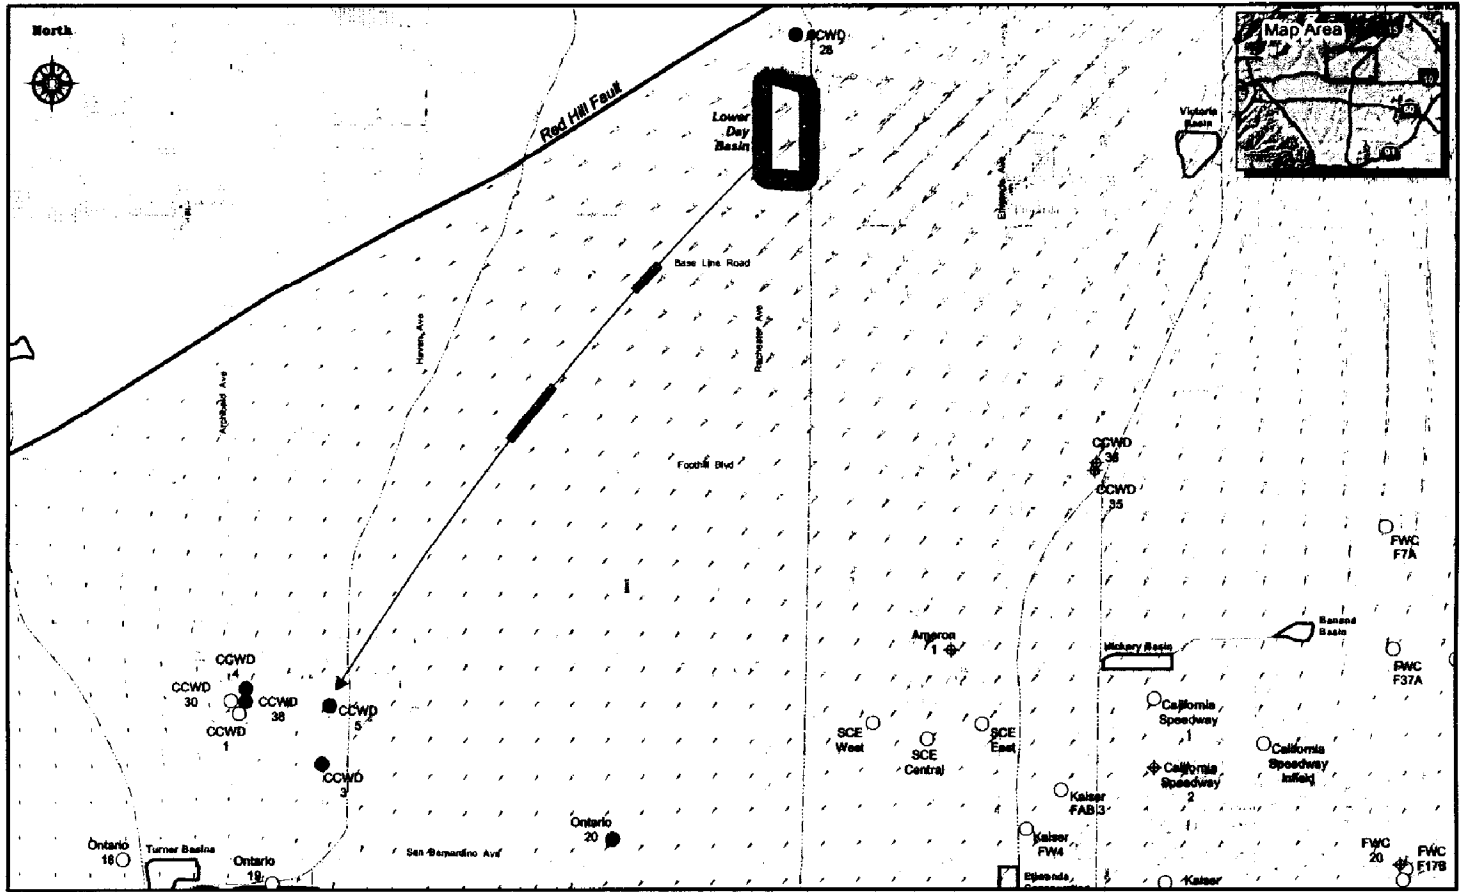 North
CCWD
28
Map Area
Red Hill Fault
Lower
Day
Basin
Victoria
Basin
Etiwanda Ave
Base Line Road
Haven Ave
Rochester Ave
Archibald Ave
Foothill Blvd
CCWD
36
CCWD
35
FWC
F7A
Banana
Basin
Ameron
1
Hickory Basin
FWC
F37A
CCWD
4
CCWD
30
CCWD
38
CCWD
5
CCWD
1
California
Speedway
1
SCE
West
SCE
East
SCE
Central
California
Speedway
Infield
CCWD
3
California
Speedway
2
Kaiser
FAB 3
Ontario
20
Kaiser
FW4
Ontario
18
Turner Basins
Ontario
19
San Bernardino Ave
FWC
20
FWC
F17B
Etiwanda
Kaiser